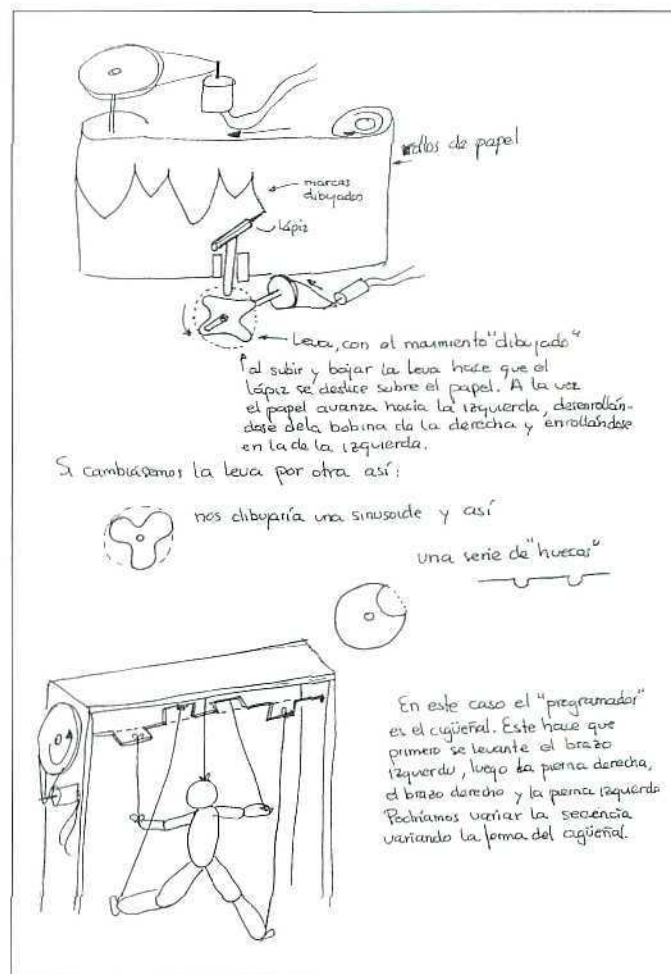 rollos de papel
marcas
dibujadas
lápiz
Leva, con el movimiento "dibujado"
al subir y bajar la leva hace que el
lápiz se deslice sobre el papel. A la vez
el papel avanza hacia la izquierda, desenrollán-
dose de la bobina de la derecha y enrollándose
en la de la izquierda.
Si cambiásemos la leva por otra así:
nos dibujaría una sinusoide y así
una serie de "huecos"
En este caso el "programador"
es el cigüeñal. Este hace que
primero se levante el brazo
izquierdo, luego la pierna derecha,
el brazo derecho y la pierna izquierda
Podríamos variar la secencia
variando la forma del cigüeñal.